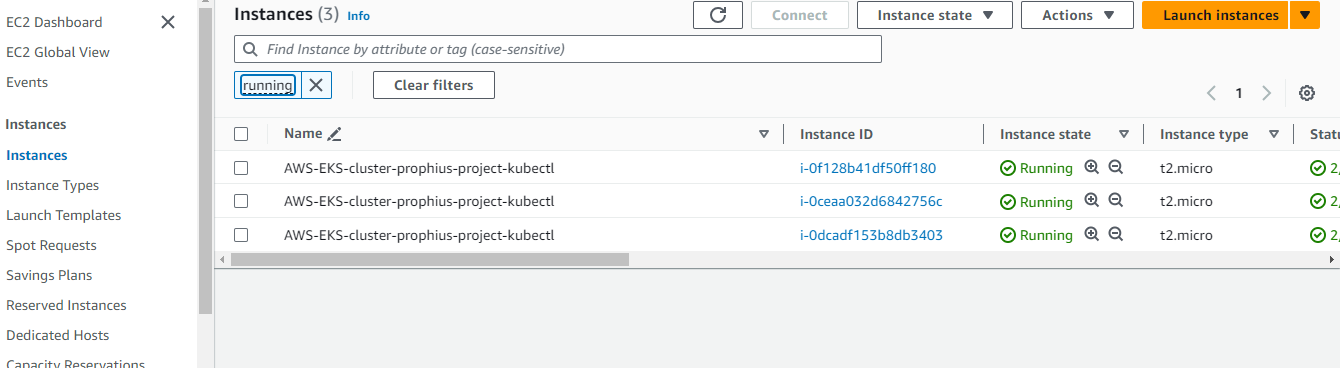 EC2 Dashboard
EC2 Global View
Events
Instances
Instances
Instance Types
Launch Templates
Spot Requests
Savings Plans
Reserved Instances
Dedicated Hosts
Capacity Reservations
Instances (3) Info
Connect
Instance state
Actions
Launch instances
Find Instance by attribute or tag (case-sensitive)
running
Clear filters
1
Name Instance ID Instance state Instance type Statu
AWS-EKS-cluster-prophius-project-kubectl i-0f128b41df50ff180 Running t2.micro 2/
AWS-EKS-cluster-prophius-project-kubectl i-0ceaa032d6842756c Running t2.micro 2/
AWS-EKS-cluster-prophius-project-kubectl i-0dcadf153b8db3403 Running t2.micro 2/